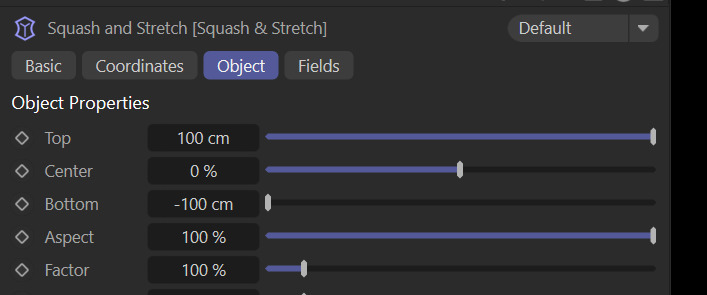 Squash and Stretch [Squash & Stretch] Default
Basic Coordinates Object Fields
Object Properties
Top 100 cm
Center 0 %
Bottom -100 cm
Aspect 100 %
Factor 100 %